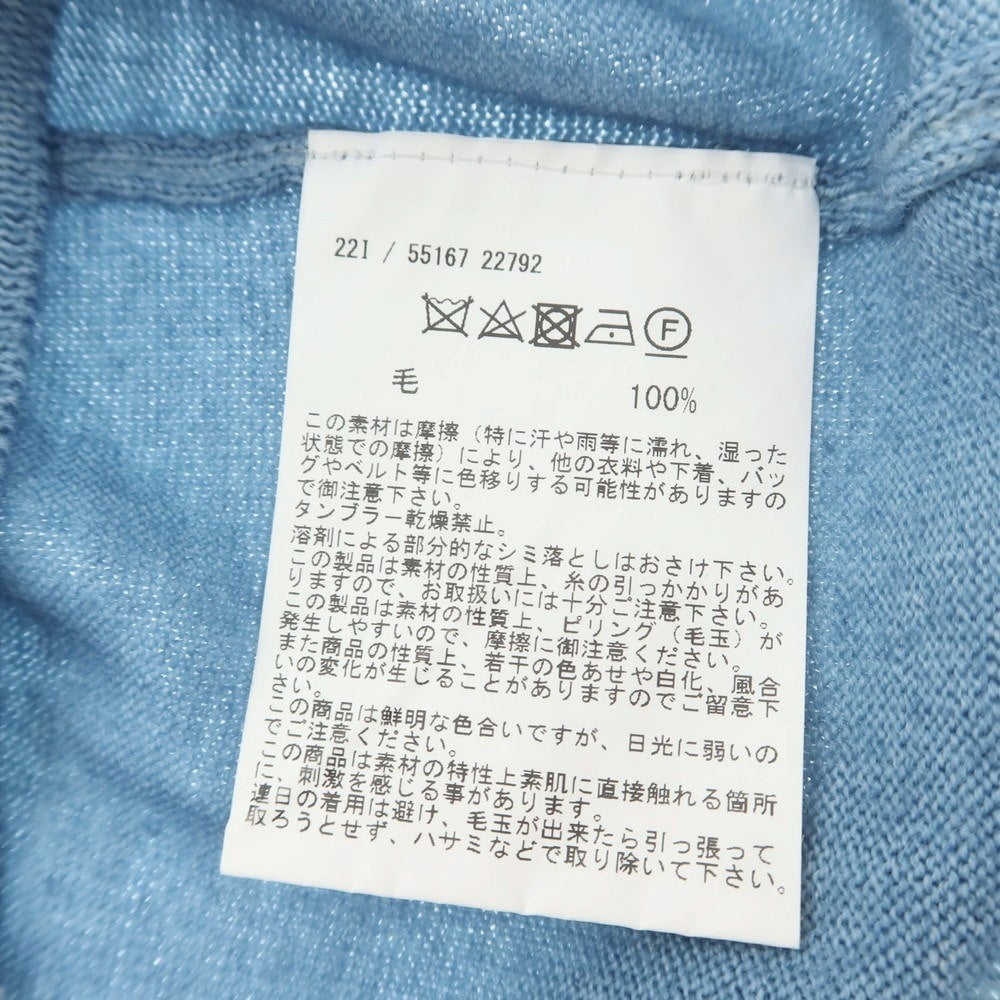 22I / 55167 22792
F
毛 100%
この素材は摩擦（特に汗や雨等に濡れ、湿った
状態での摩擦）により、他の衣料や下着、バッ
グやベルト等に色移りする可能性がありますの
で御注意下さい。
タンブラー乾燥禁止。
溶剤による部分的なシミ落としはおさけ下さい。
この製品は素材の性質上、糸の引っかかりがあ
りますので、お取扱いには十分ご注意下さい。
この製品は素材の性質上、ピリング（毛玉）が
発生しやすいので、摩擦に御注意ください。
また商品の性質上、若干の色あせや白化、風合
いの変化が生じることがありますのでご留意下
さい。
この商品は鮮明な色合いですが、日光に弱いの
でご注意ください。
この商品は素材の特性上素肌に直接触れる箇所
に、刺激を感じる事があります。
連日の着用は避け、毛玉が出来たら引っ張って
取ろうとせず、ハサミなどで取り除いて下さい。